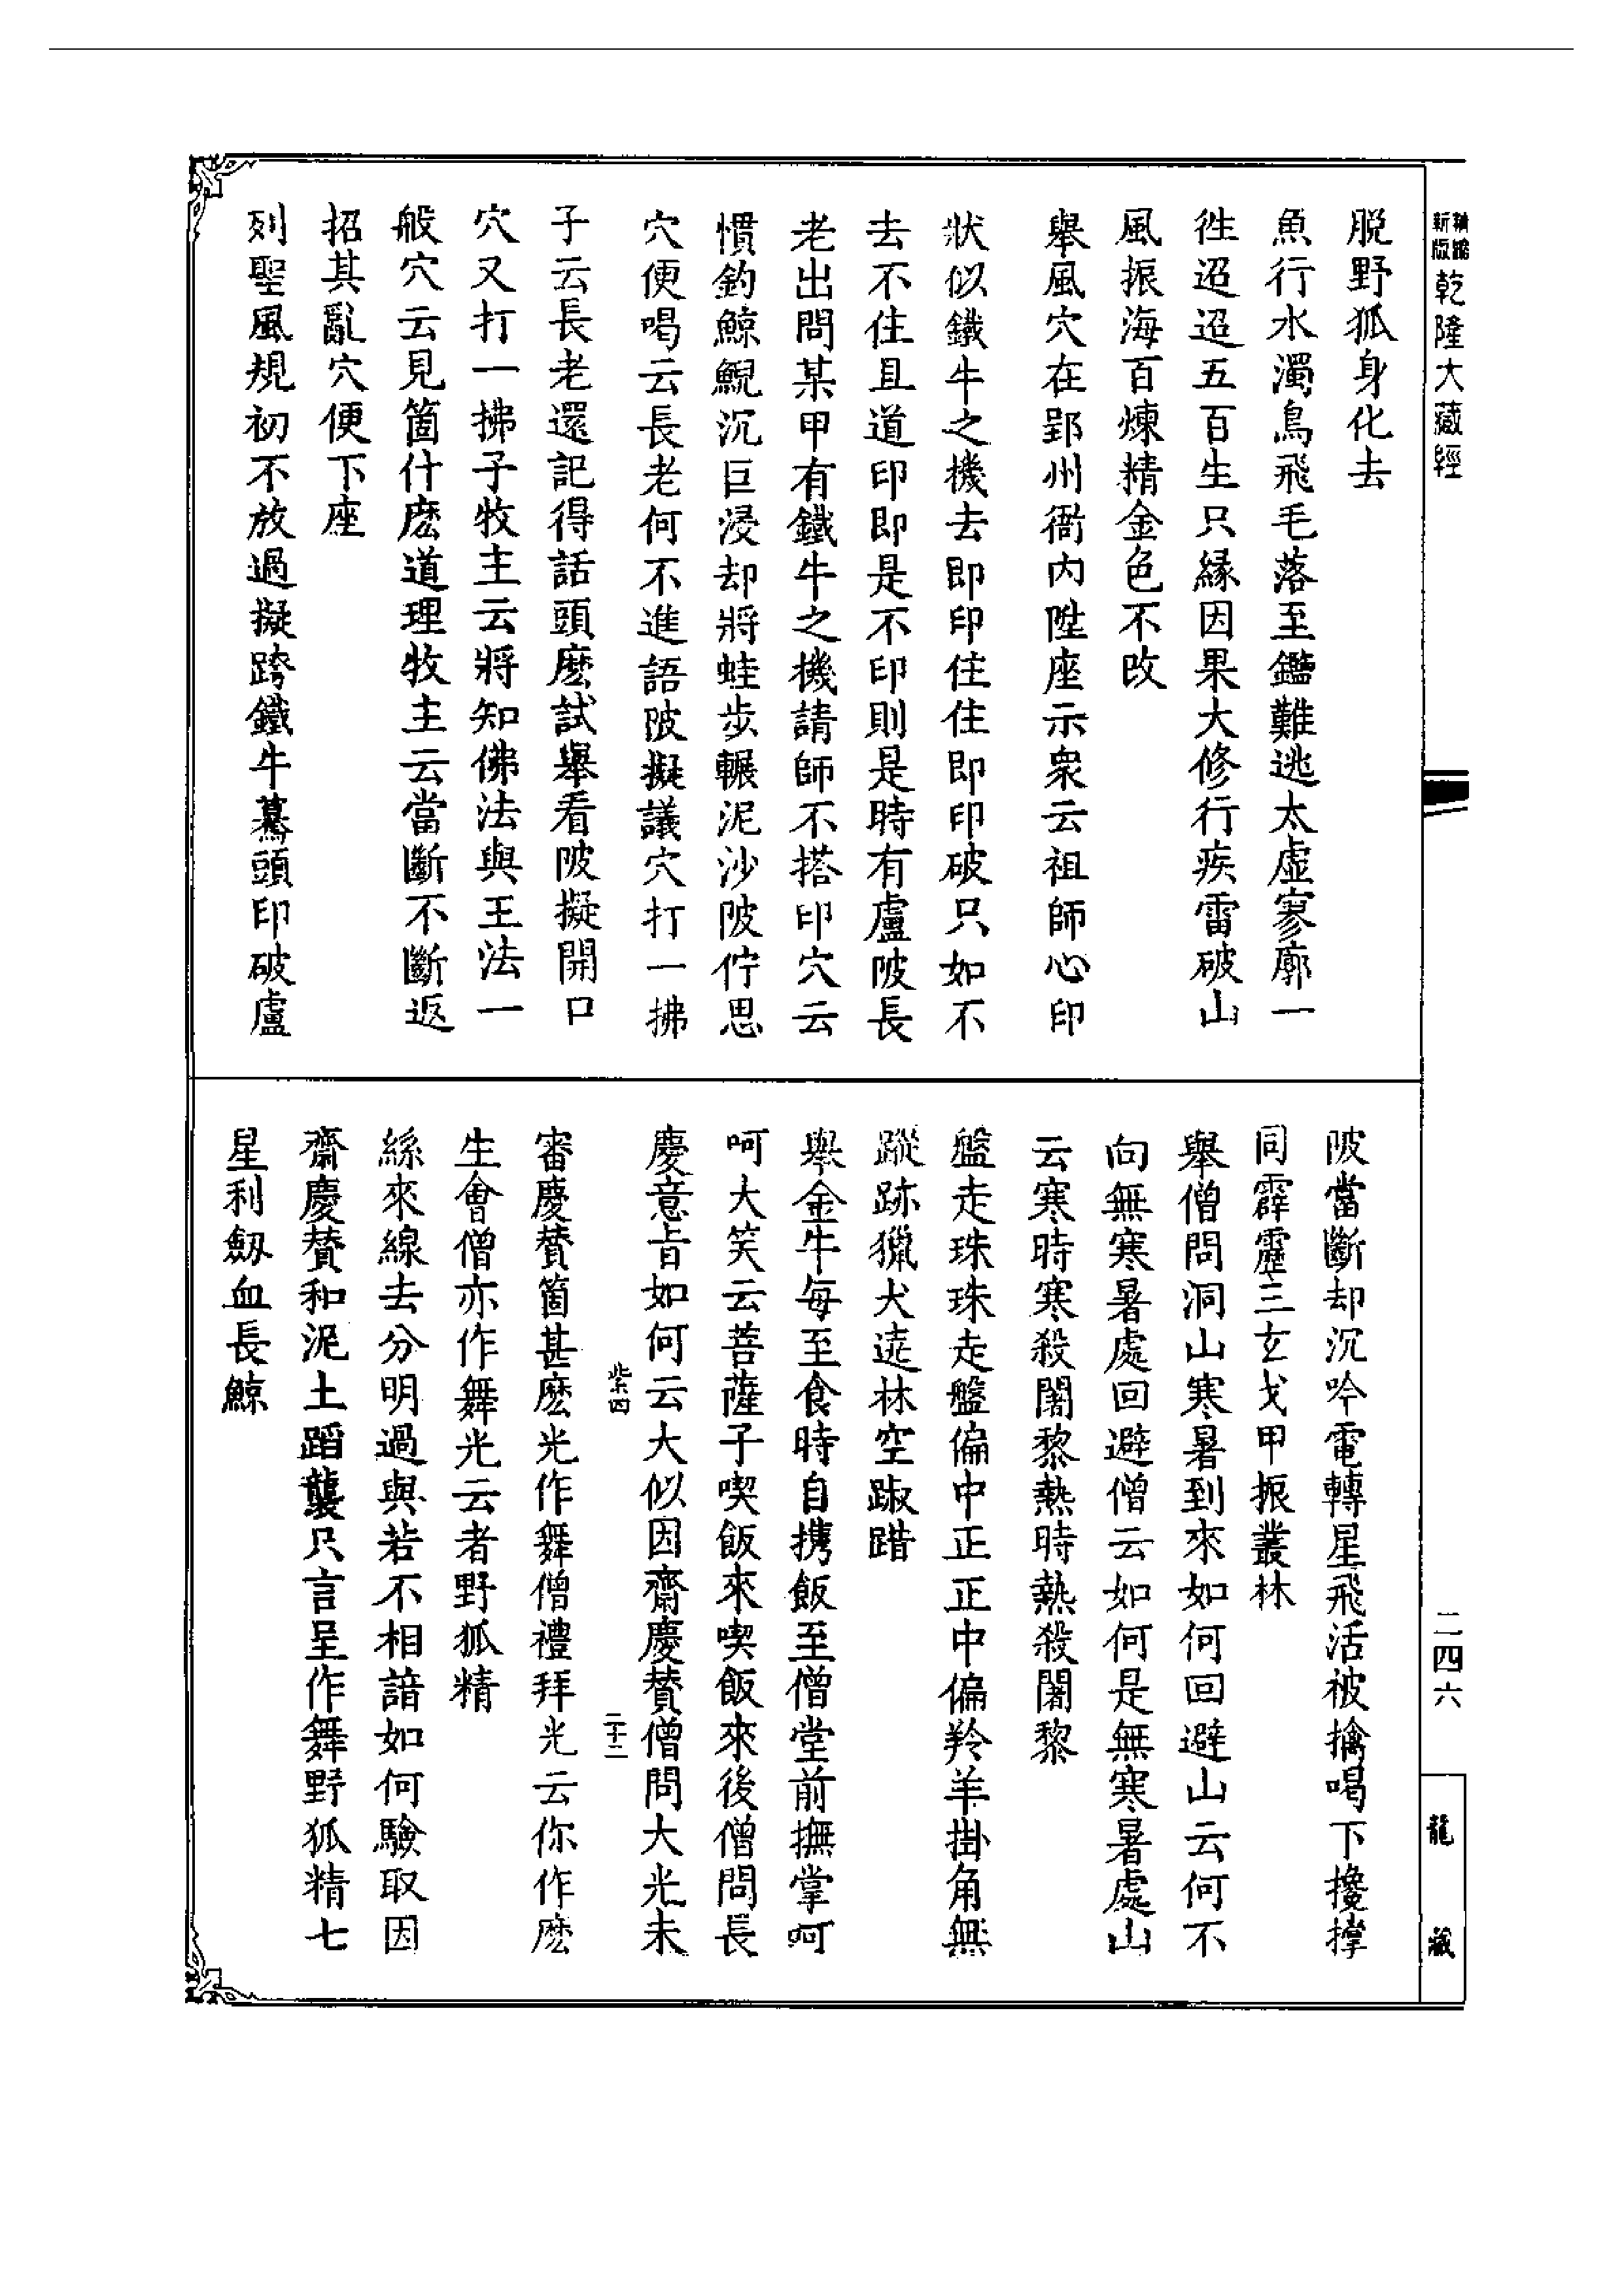 精縮新版乾隆大藏經
二四六
龍藏
脫野狐身化去
魚行水濁鳥飛毛落至鑑難逃太虛寥廓一
徃迢迢五百生只緣因果大修行疾雷破山
風振海百煉精金色不改
舉風穴在郢州衙內陞座示衆云祖師心印
狀似鐵牛之機去即印住住即印破只如不
去不住且道印即是不印則是時有盧陂長
老出問某甲有鐵牛之機請師不搭印穴云
慣釣鯨鯢沉巨浸却將蛙步輾泥沙陂佇思
穴便喝云長老何不進語陂擬議穴打一拂
子云長老還記得話頭麽試舉看陂擬開口
穴又打一拂子牧主云將知佛法與王法一
般穴云見箇什麽道理牧主云當斷不斷返
招其亂穴便下座
列聖風規初不放過擬跨鐵牛驀頭印破盧
陂當斷却沉吟電轉星飛活被擒喝下攙撑
同霹靂三玄戈甲振叢林
舉僧問洞山寒暑到來如何回避山云何不
向無寒暑處回避僧云如何是無寒暑處山
云寒時寒殺闍黎熱時熱殺闍黎
盤走珠珠走盤偏中正正中偏羚羊掛角無
蹤跡獵犬遶林空踧踖
舉金牛每至食時自携飯至僧堂前撫掌呵
呵大笑云菩薩子喫飯來喫飯來後僧問長
慶意旨如何云大似因齋慶賛僧問大光未
紫四
二十二
審慶賛箇甚麽光作舞僧禮拜光云你作麽
生會僧亦作舞光云者野狐精
絲來線去分明過與若不相諳如何驗取因
齋慶賛和泥土蹈襲只言呈作舞野狐精七
星利劔血長鯨